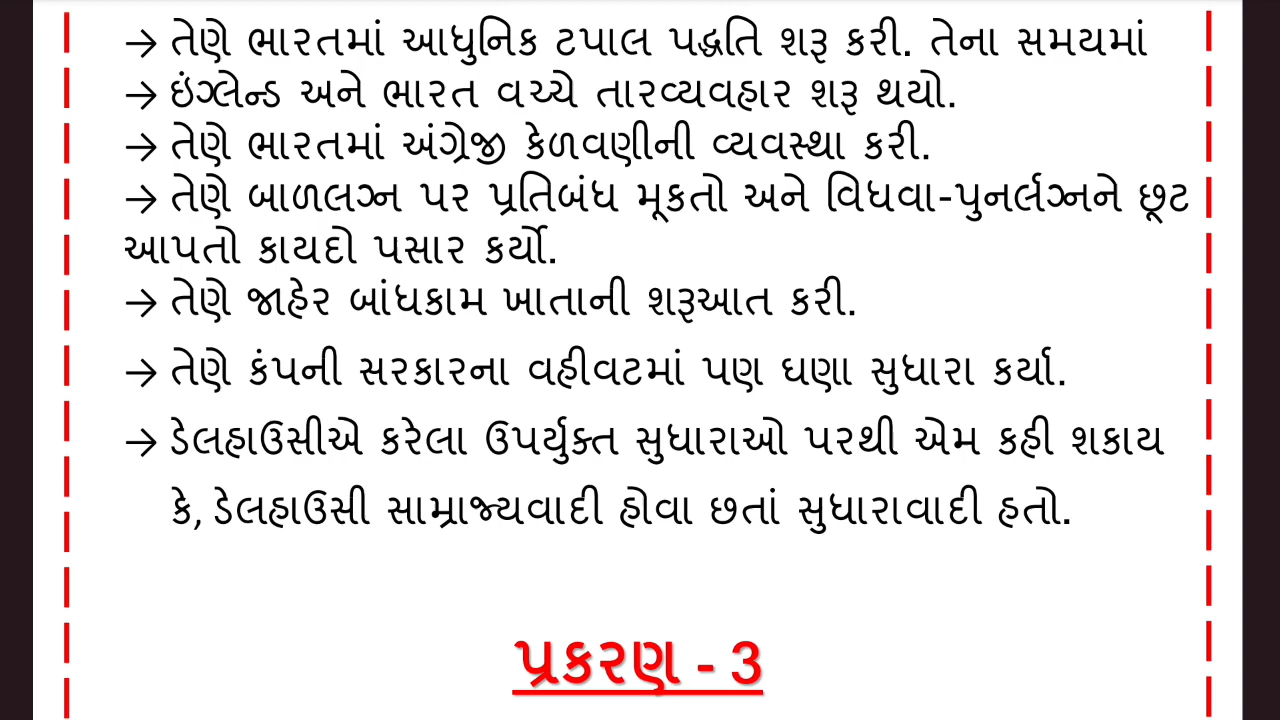 → તેણે ભારતમાં આધુનિક ટપાલ પદ્ધતિ શરૂ કરી. તેના સમયમાં
→ ઇંગ્લેન્ડ અને ભારત વચ્ચે તારવ્યવહાર શરૂ થયો.
→ તેણે ભારતમાં અંગ્રેજી કેળવણીની વ્યવસ્થા કરી.
→ તેણે બાળલગ્ન પર પ્રતિબંધ મૂકતો અને વિધવા-પુનર્લગ્નને છૂટ
આપતો કાયદો પસાર કર્યો.
→ તેણે જાહેર બાંધકામ ખાતાની શરૂઆત કરી.
→ તેણે કંપની સરકારના વહીવટમાં પણ ઘણા સુધારા કર્યા.
→ ડેલહાઉસીએ કરેલા ઉપર્યુક્ત સુધારાઓ પરથી એમ કહી શકાય
કે, ડેલહાઉસી સામ્રાજ્યવાદી હોવા છતાં સુધારાવાદી હતો.
પ્રકરણ - 3